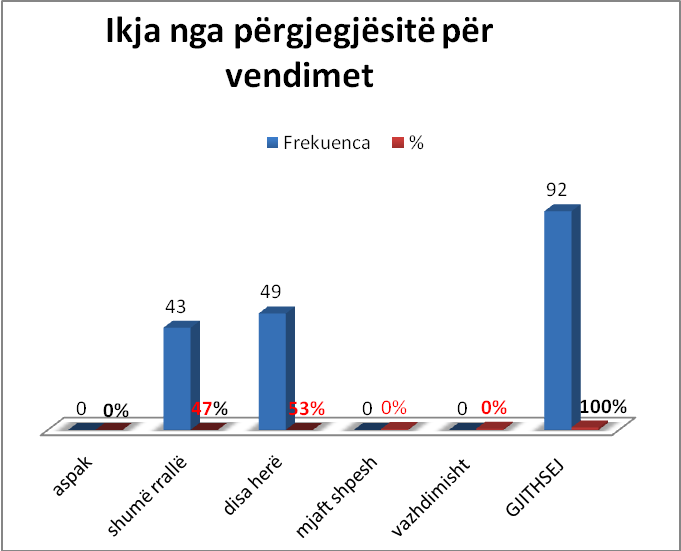 Ikja nga përgjegjësitë për
vendimet
Frekuenca %
92
43
49
0 0% 47% 53% 0 0% 0 0% 100%
aspak
shumë rrallë
disa herë
mjaft shpesh
vazhdimisht
GJITHSEJ